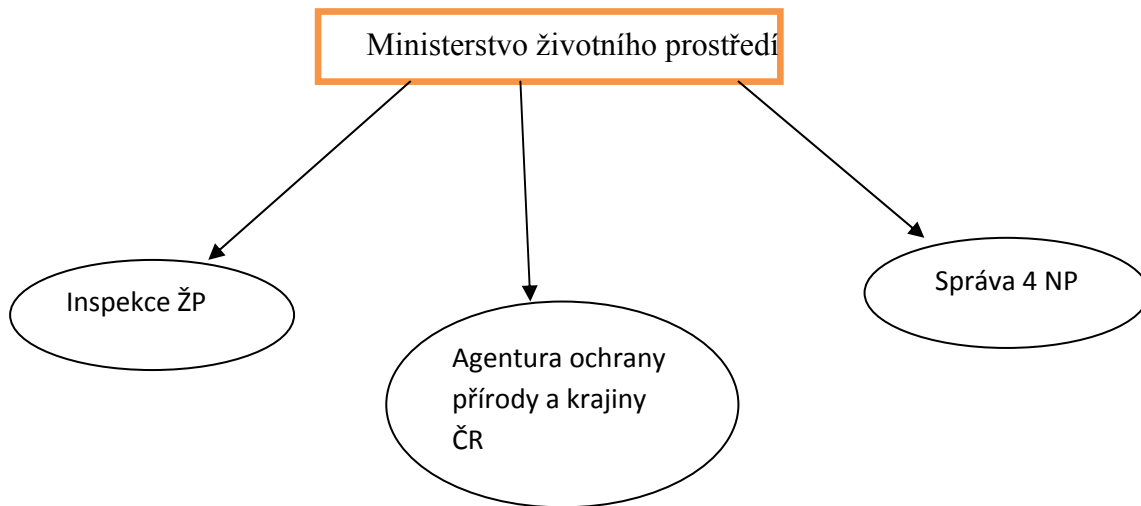 Ministerstvo životního prostředí
Inspekce ŽP
Správa 4 NP
Agentura ochrany
přírody a krajiny
ČR